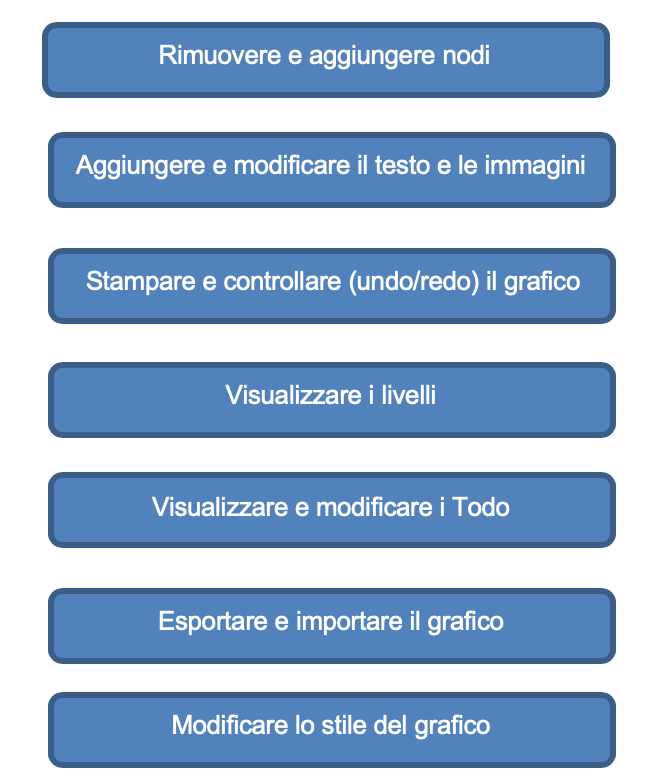 Rimuovere e aggiungere nodi
Aggiungere e modificare il testo e le immagini
Stampare e controllare (undo/redo) il grafico
Visualizzare i livelli
Visualizzare e modificare i Todo
Esportare e importare il grafico
Modificare lo stile del grafico